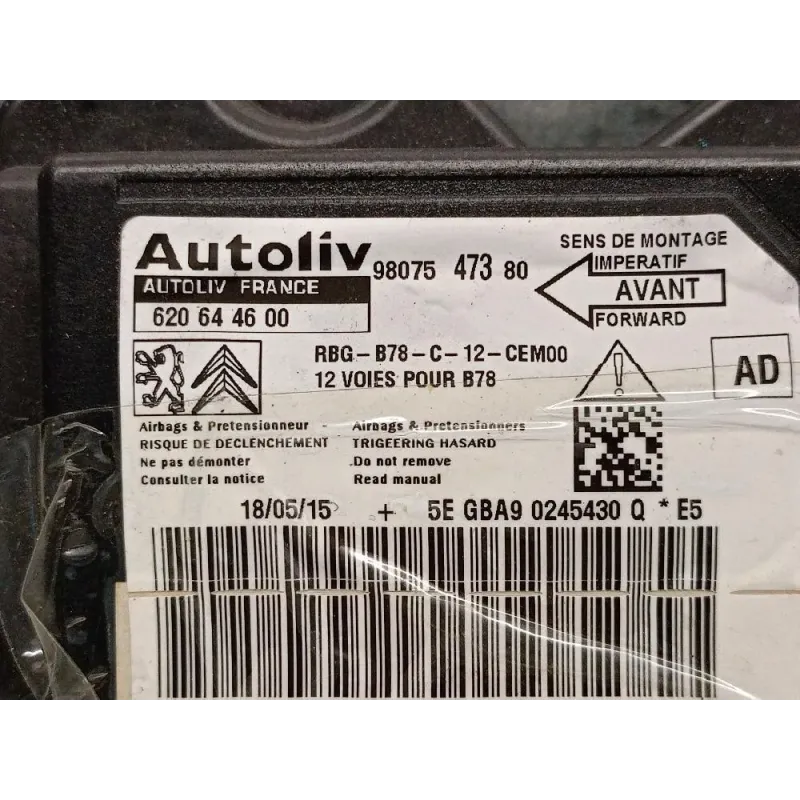 Autoliv
AUTOLIV FRANCE
620 64 46 00
98075 473 80
SENS DE MONTAGE
IMPERATIF
AVANT
FORWARD
RBG-B78-C-12-CEM00
12 VOIES POUR B78
AD
Airbags & Pretensionneur
RISQUE DE DECLENCHEMENT
Ne pas démonter
Consulter la notice
Airbags & Pretensionners
TRIGEERING HASARD
Do not remove
Read manual
18/05/15 + 5E GBA9 0245430 Q * E5